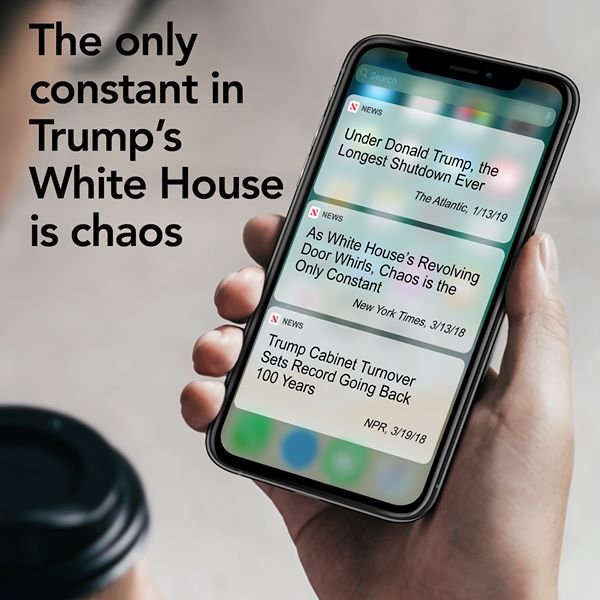 The only
constant in
Trump's
White House
is chaos
Search
NEWS
Under Donald Trump, the
Longest Shutdown Ever
The Atlantic, 1/13/19
NEWS
As White House's Revolving
Door Whirls, Chaos is the
Only Constant
New York Times, 3/13/18
NEWS
Trump Cabinet Turnover
Sets Record Going Back
100 Years
NPR, 3/19/18